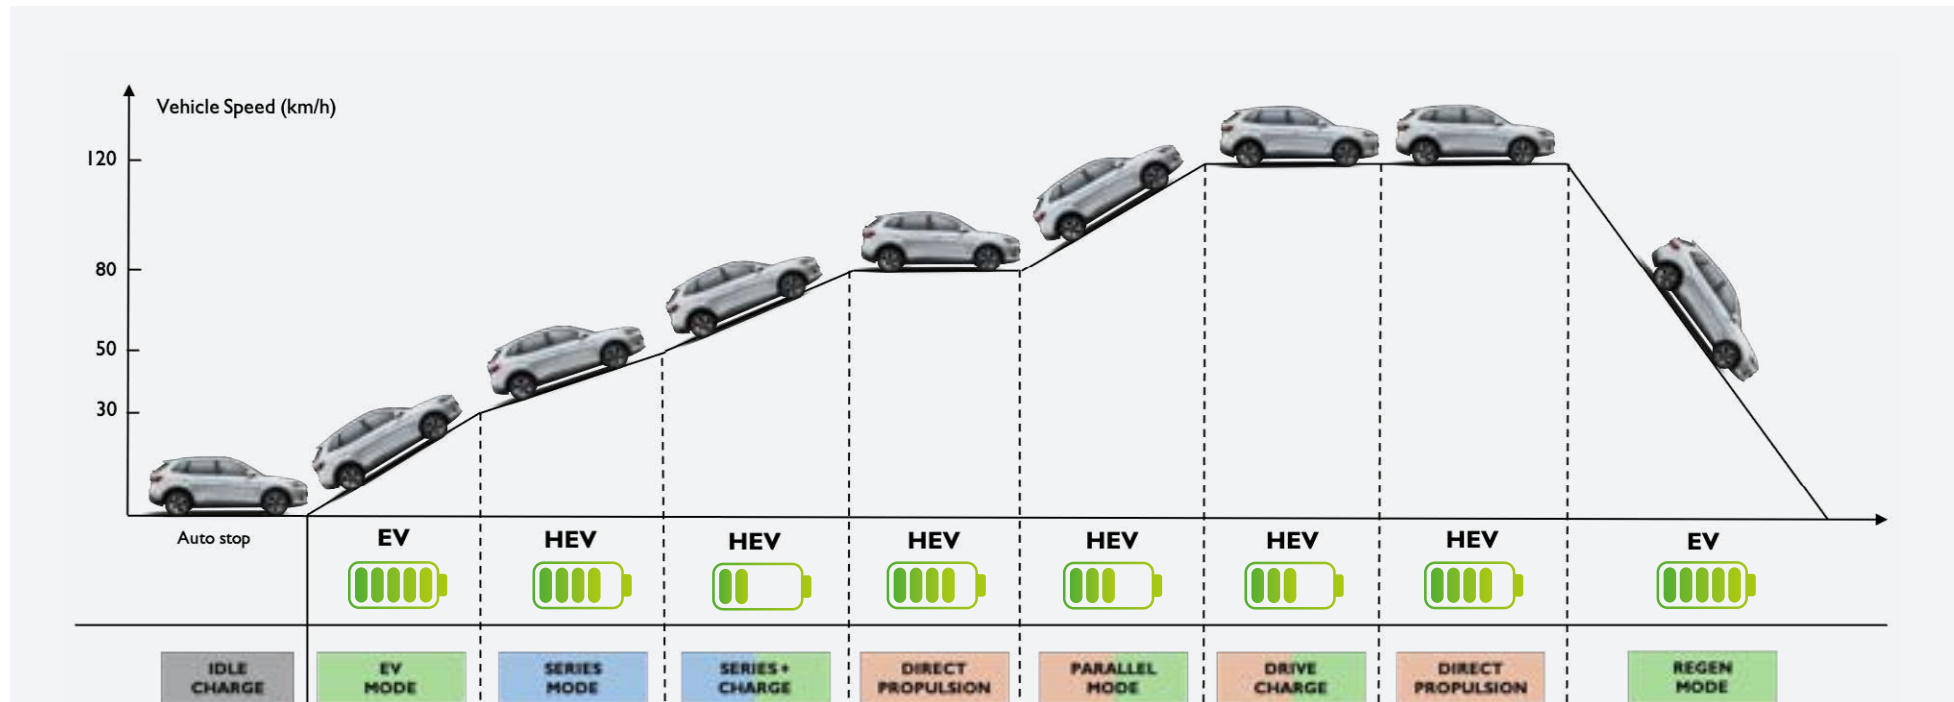 Vehicle Speed (km/h)
120
80
50
30
Auto stop
EV
HEV
HEV
HEV
HEV
HEV
HEV
EV
IDLE
CHARGE
EV
MODE
SERIES
MODE
SERIES +
CHARGE
DIRECT
PROPULSION
PARALLEL
MODE
DRIVE
CHARGE
DIRECT
PROPULSION
REGEN
MODE